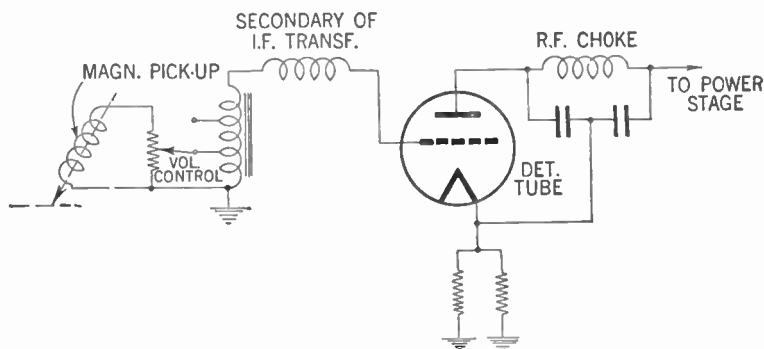 SECONDARY OF
I.F. TRANSF.
MAGN. PICK-UP
VOL.
CONTROL
R.F. CHOKE
TO POWER
STAGE
DET.
TUBE